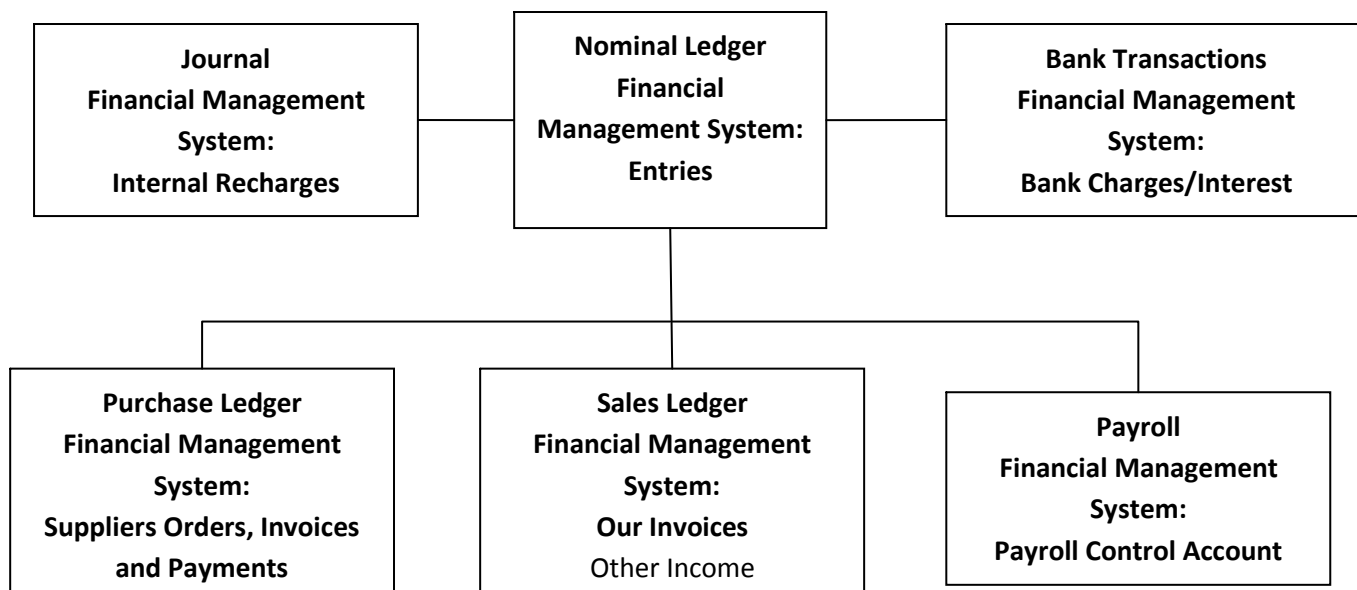 Journal
Financial Management
System:
Internal Recharges
Nominal Ledger
Financial
Management System:
Entries
Bank Transactions
Financial Management
System:
Bank Charges/Interest
Purchase Ledger
Financial Management
System:
Suppliers Orders, Invoices
and Payments
Sales Ledger
Financial Management
System:
Our Invoices
Other Income
Payroll
Financial Management
System:
Payroll Control Account